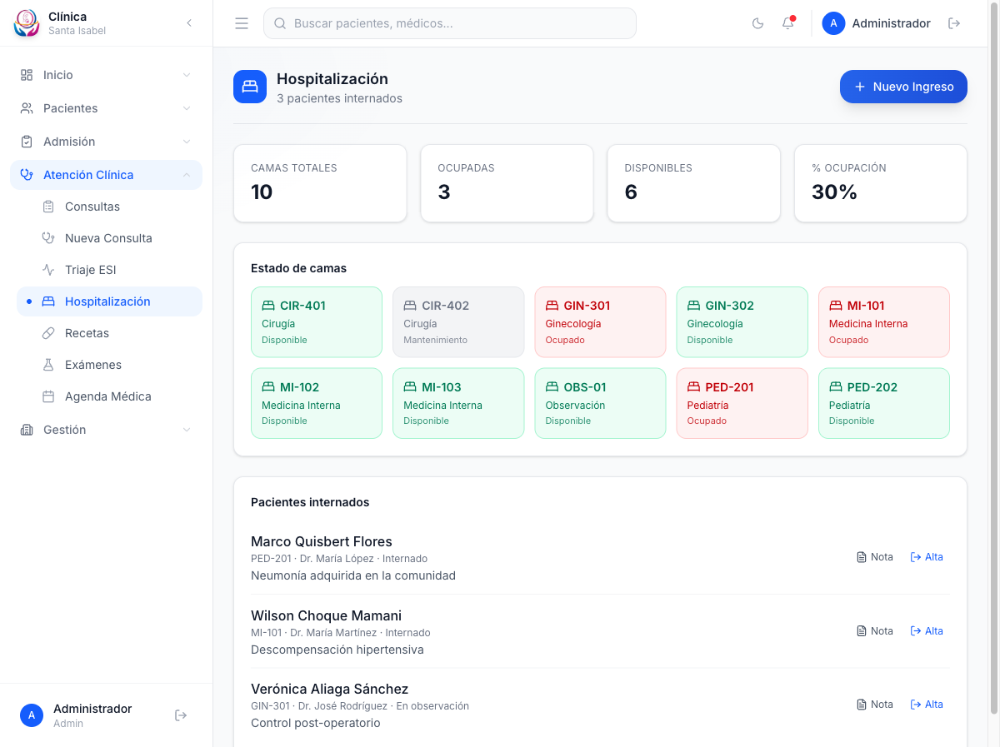 Clínica
Santa Isabel
Inicio
Pacientes
Admisión
Atención Clínica
Consultas
Nueva Consulta
Triaje ESI
Hospitalización
Recetas
Exámenes
Agenda Médica
Gestión
A
Administrador
Admin
Buscar pacientes, médicos...
A
Administrador
Hospitalización
3 pacientes internados
Nuevo Ingreso
CAMAS TOTALES
10
OCUPADAS
3
DISPONIBLES
6
% OCUPACIÓN
30%
Estado de camas
CIR-401
Cirugía
Disponible
CIR-402
Cirugía
Mantenimiento
GIN-301
Ginecología
Ocupado
GIN-302
Ginecología
Disponible
MI-101
Medicina Interna
Ocupado
MI-102
Medicina Interna
Disponible
MI-103
Medicina Interna
Disponible
OBS-01
Observación
Disponible
PED-201
Pediatría
Ocupado
PED-202
Pediatría
Disponible
Pacientes internados
Marco Quisbert Flores
PED-201 · Dr. María López · Internado
Neumonía adquirida en la comunidad
Nota
Alta
Wilson Choque Mamani
MI-101 · Dr. María Martínez · Internado
Descompensación hipertensiva
Nota
Alta
Verónica Aliaga Sánchez
GIN-301 · Dr. José Rodríguez · En observación
Control post-operatorio
Nota
Alta